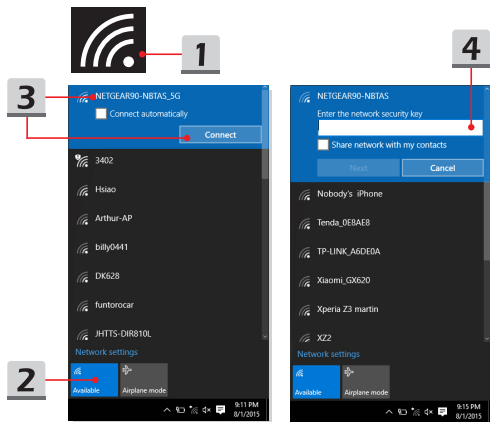 1
3
NETGEAR90-NBTAS_5G
Connect automatically
Connect
3402
Hsiao
Arthur-AP
billy0441
DK628
funtorocar
JHTTS-DIR810L
Network settings
2
Available
Airplane mode
9:11 PM
8/1/2015
4
NETGEAR90-NBTAS
Enter the network security key
Share network with my contacts
Next
Cancel
Nobody's iPhone
Tenda_0E8AE8
TP-LINK_A6DE0A
Xiaomi_GX620
Xperia Z3 martin
XZ2
Network settings
Available
Airplane mode
9:15 PM
8/1/2015